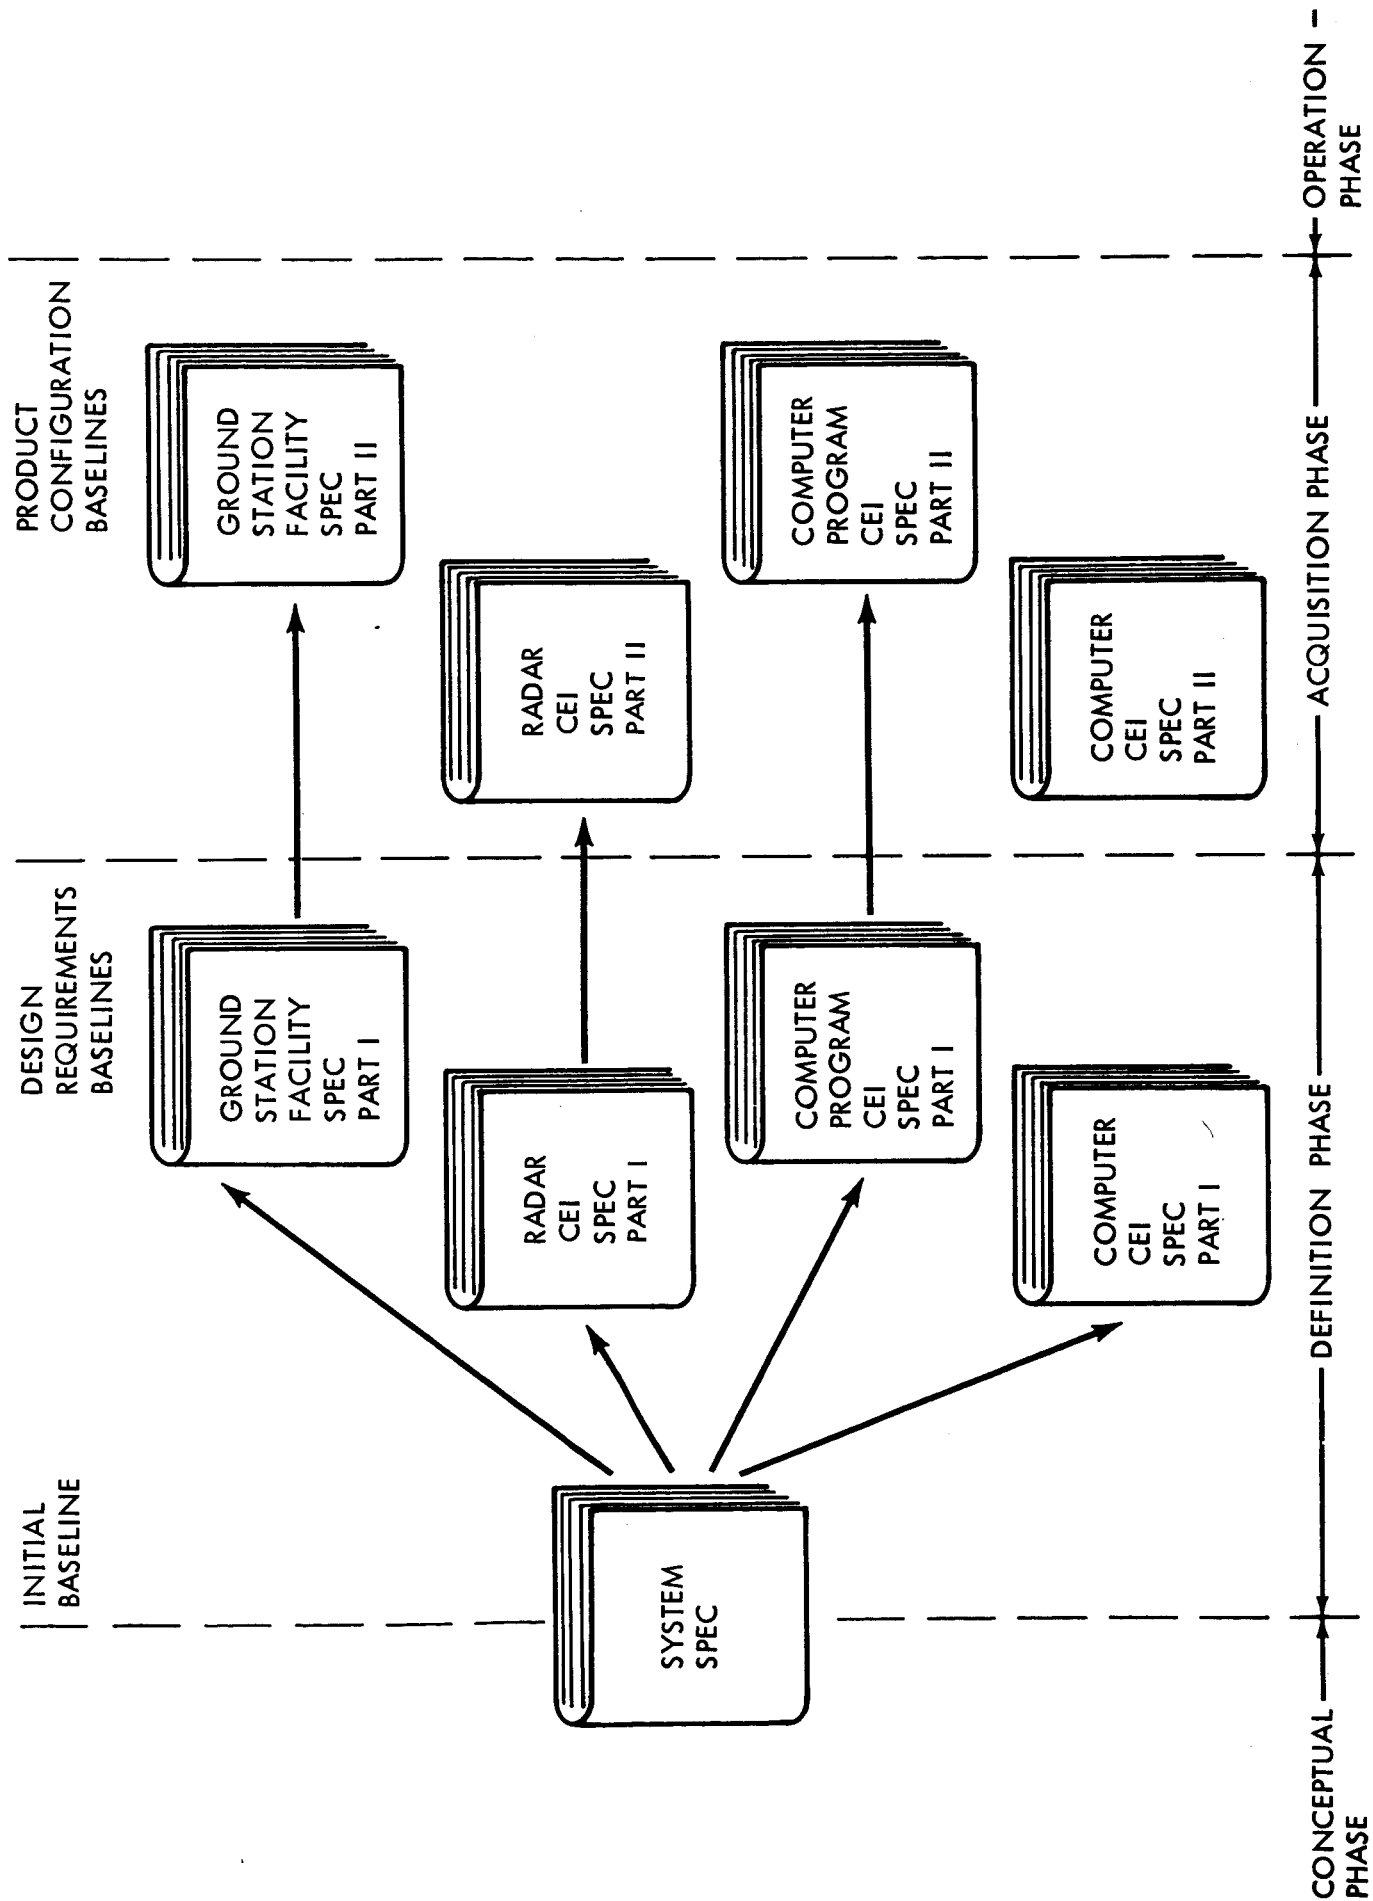 INITIAL
BASELINE
DESIGN
REQUIREMENTS
BASELINES
PRODUCT
CONFIGURATION
BASELINES
SYSTEM
SPEC
GROUND
STATION
FACILITY
SPEC
PART I
GROUND
STATION
FACILITY
SPEC
PART II
RADAR
CEI
SPEC
PART I
RADAR
CEI
SPEC
PART II
COMPUTER
PROGRAM
CEI
SPEC
PART I
COMPUTER
PROGRAM
CEI
SPEC
PART II
COMPUTER
CEI
SPEC
PART I
COMPUTER
CEI
SPEC
PART II
CONCEPTUAL
PHASE
DEFINITION PHASE
ACQUISITION PHASE
OPERATION
PHASE